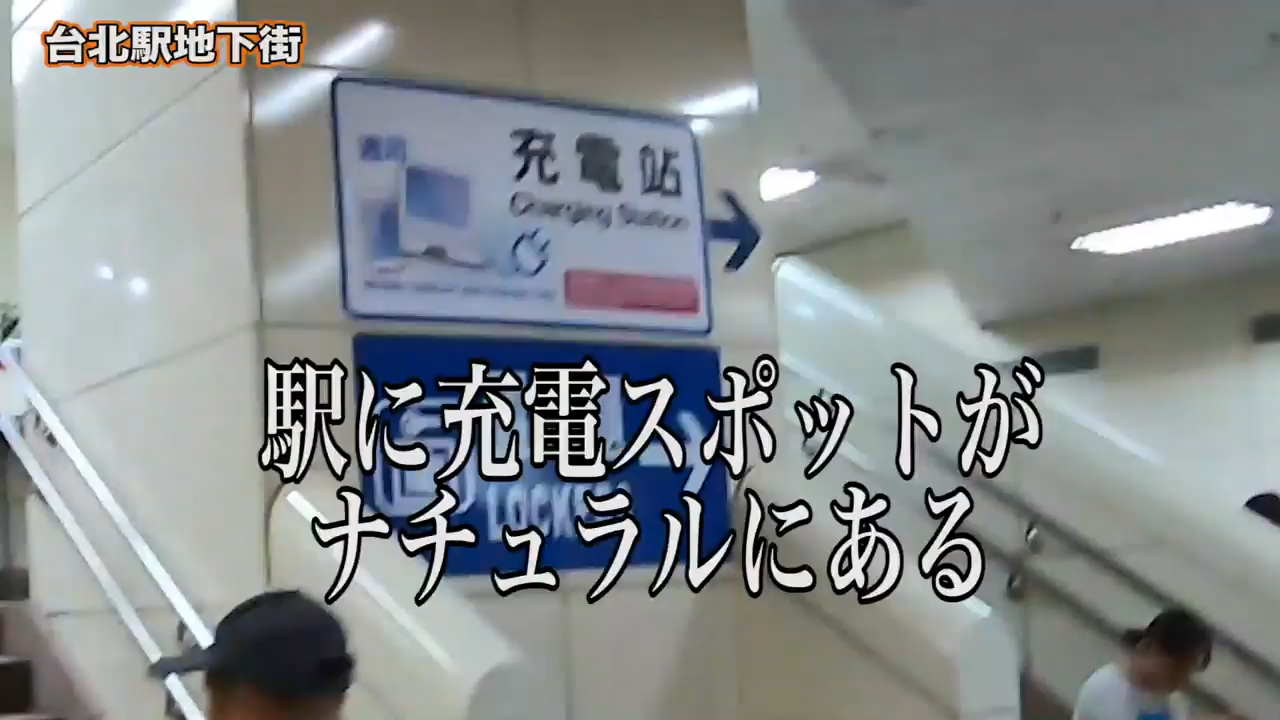 台北駅地下街
充電站
Charging Station
駅に充電スポットが
LOCKERS
ナチュラルにある